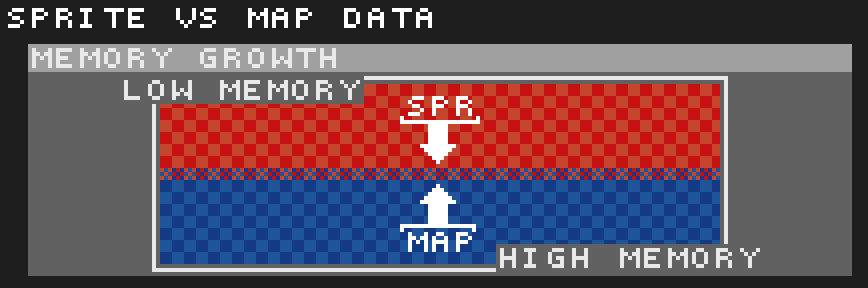 SPRITE VS MAP DATA
MEMORY GROWTH
LOW MEMORY
SPR
MAP
HIGH MEMORY